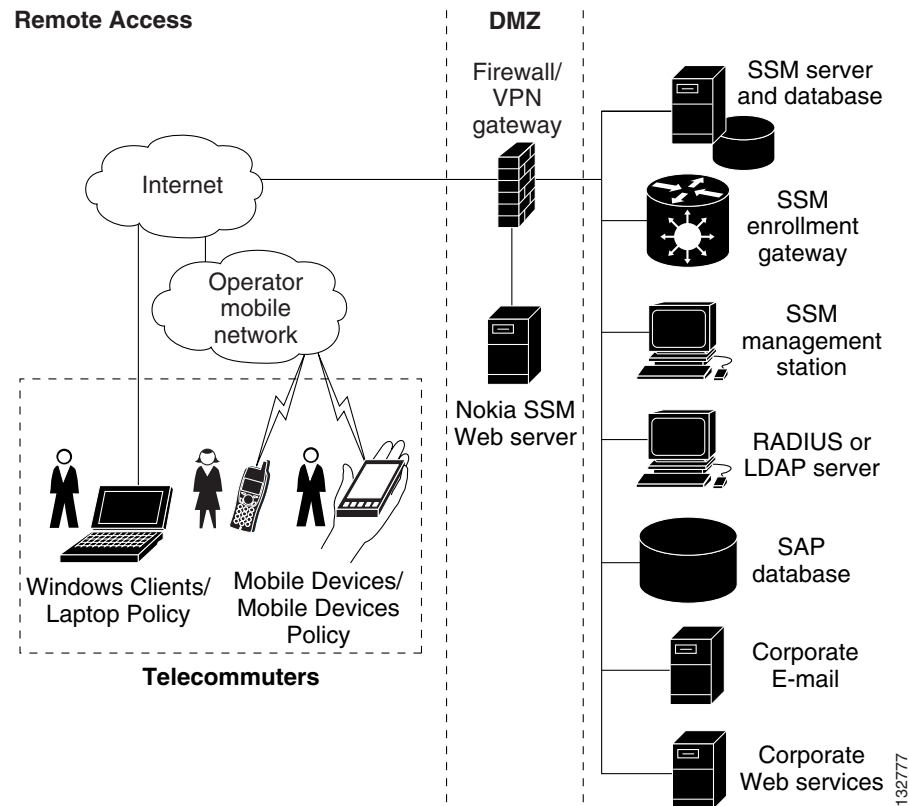 Remote Access
DMZ
Firewall/
VPN
gateway
SSM server
and database
Internet
SSM
enrollment
gateway
Operator
mobile
network
SSM
management
station
Nokia SSM
Web server
RADIUS or
LDAP server
Windows Clients/
Laptop Policy
Mobile Devices/
Mobile Devices
Policy
SAP
database
Telecommuters
Corporate
E-mail
Corporate
Web services
132777